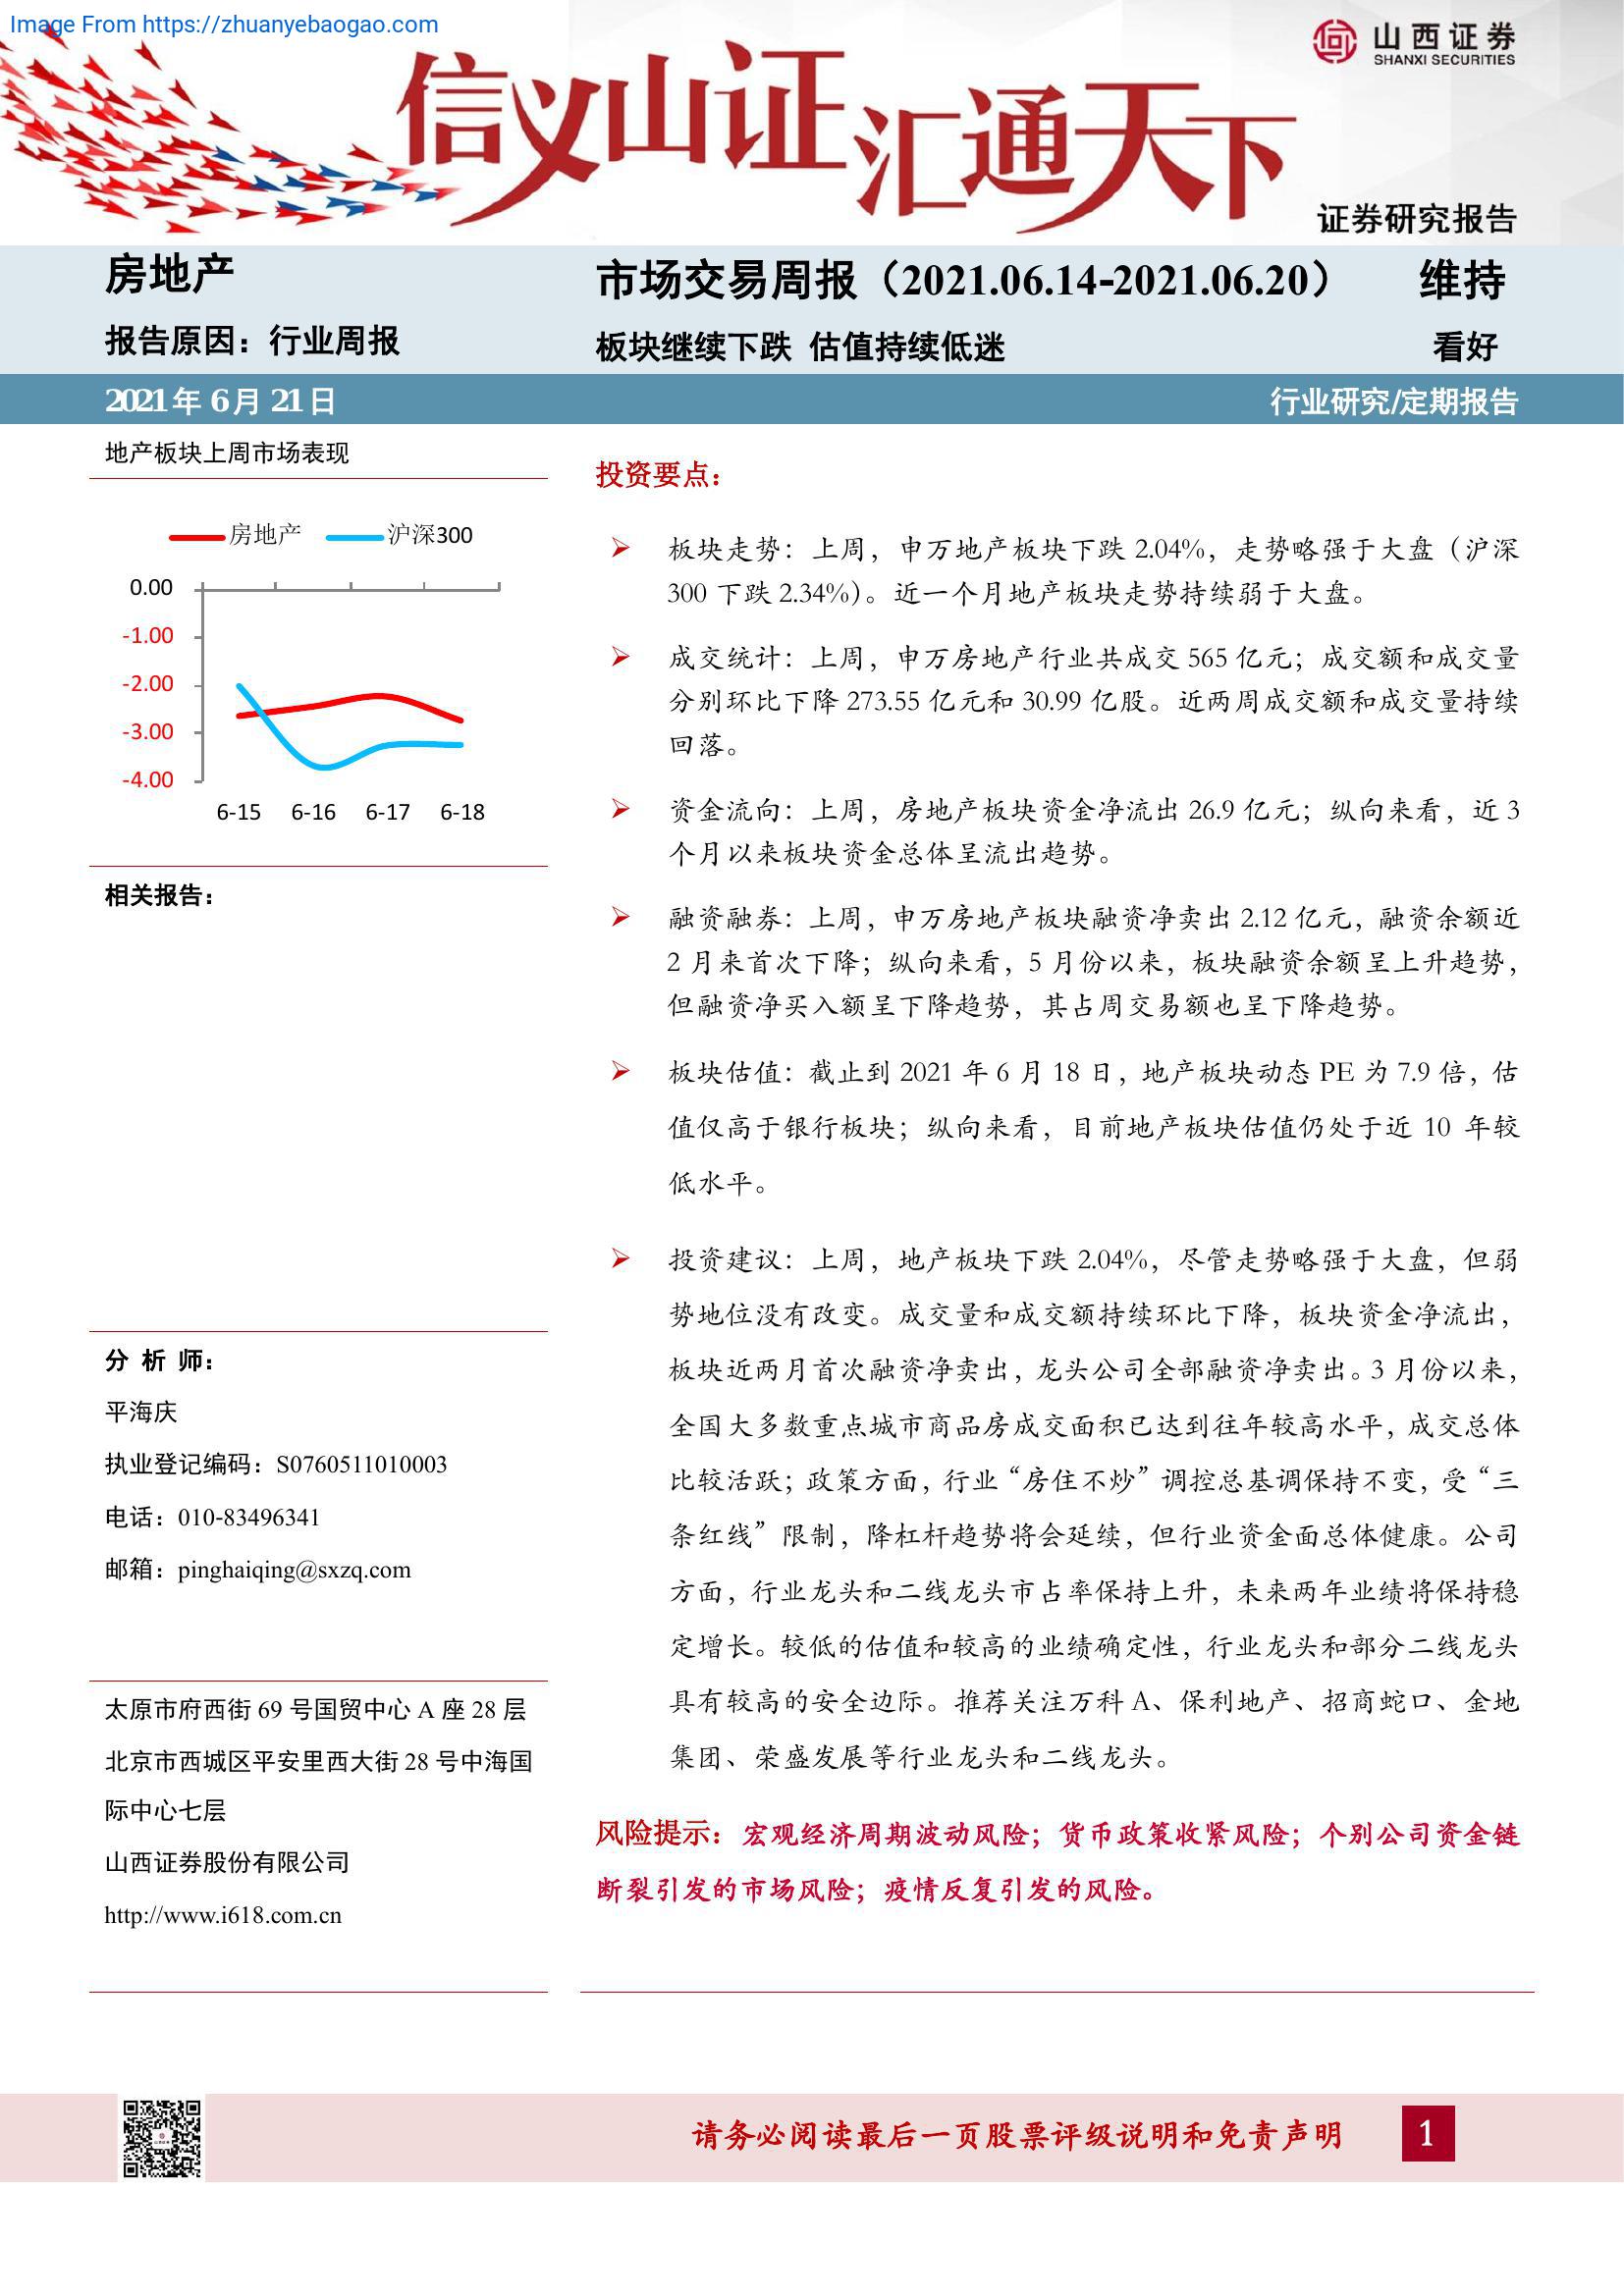 Image From https://zhuanyebaogao.com
山西证券
SHANXI SECURITIES
信义山证汇通天下
证券研究报告
房地产
报告原因：行业周报
市场交易周报（2021.06.14-2021.06.20）
维持
板块继续下跌 估值持续低迷
看好
2021年6月21日
行业研究/定期报告
地产板块上周市场表现
房地产
沪深300
0.00
-1.00
-2.00
-3.00
-4.00
6-15 6-16 6-17 6-18
相关报告：
分 析 师：
平海庆
执业登记编码：S0760511010003
电话：010-83496341
邮箱：pinghaiqing@sxzq.com
太原市府西街 69 号国贸中心 A 座 28 层
北京市西城区平安里西大街 28 号中海国
际中心七层
山西证券股份有限公司
http://www.i618.com.cn
投资要点：
➢ 板块走势：上周，申万地产板块下跌 2.04%，走势略强于大盘（沪深
300 下跌 2.34%）。近一个月地产板块走势持续弱于大盘。
➢ 成交统计：上周，申万房地产行业共成交 565 亿元；成交额和成交量
分别环比下降 273.55 亿元和 30.99 亿股。近两周成交额和成交量持续
回落。
➢ 资金流向：上周，房地产板块资金净流出 26.9 亿元；纵向来看，近 3
个月以来板块资金总体呈流出趋势。
➢ 融资融券：上周，申万房地产板块融资净卖出 2.12 亿元，融资余额近
2 月来首次下降；纵向来看，5 月份以来，板块融资余额呈上升趋势，
但融资净买入额呈下降趋势，其占周交易额也呈下降趋势。
➢ 板块估值：截止到 2021 年 6 月 18 日，地产板块动态 PE 为 7.9 倍，估
值仅高于银行板块；纵向来看，目前地产板块估值仍处于近 10 年较
低水平。
➢ 投资建议：上周，地产板块下跌 2.04%，尽管走势略强于大盘，但弱
势地位没有改变。成交量和成交额持续环比下降，板块资金净流出，
板块近两月首次融资净卖出，龙头公司全部融资净卖出。3 月份以来，
全国大多数重点城市商品房成交面积已达到往年较高水平，成交总体
比较活跃；政策方面，行业“房住不炒”调控总基调保持不变，受“三
条红线”限制，降杠杆趋势将会延续，但行业资金面总体健康。公司
方面，行业龙头和二线龙头市占率保持上升，未来两年业绩将保持稳
定增长。较低的估值和较高的业绩确定性，行业龙头和部分二线龙头
具有较高的安全边际。推荐关注万科 A、保利地产、招商蛇口、金地
集团、荣盛发展等行业龙头和二线龙头。
风险提示：宏观经济周期波动风险；货币政策收紧风险；个别公司资金链
断裂引发的市场风险；疫情反复引发的风险。
请务必阅读最后一页股票评级说明和免责声明
1